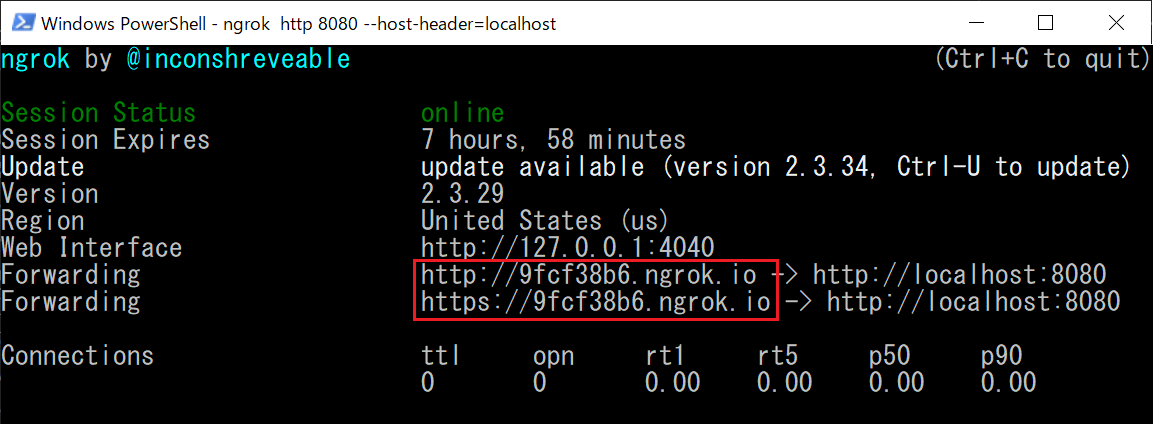 Windows PowerShell - ngrok  http 8080 --host-header=localhost
ngrok by @inconshreveable (Ctrl+C to quit)
Session Status online
Session Expires 7 hours, 58 minutes
Update update available (version 2.3.34, Ctrl-U to update)
Version 2.3.29
Region United States (us)
Web Interface http://127.0.0.1:4040
Forwarding http://9fcf38b6.ngrok.io -> http://localhost:8080
Forwarding https://9fcf38b6.ngrok.io -> http://localhost:8080
Connections ttl opn rt1 rt5 p50 p90
0 0 0.00 0.00 0.00 0.00